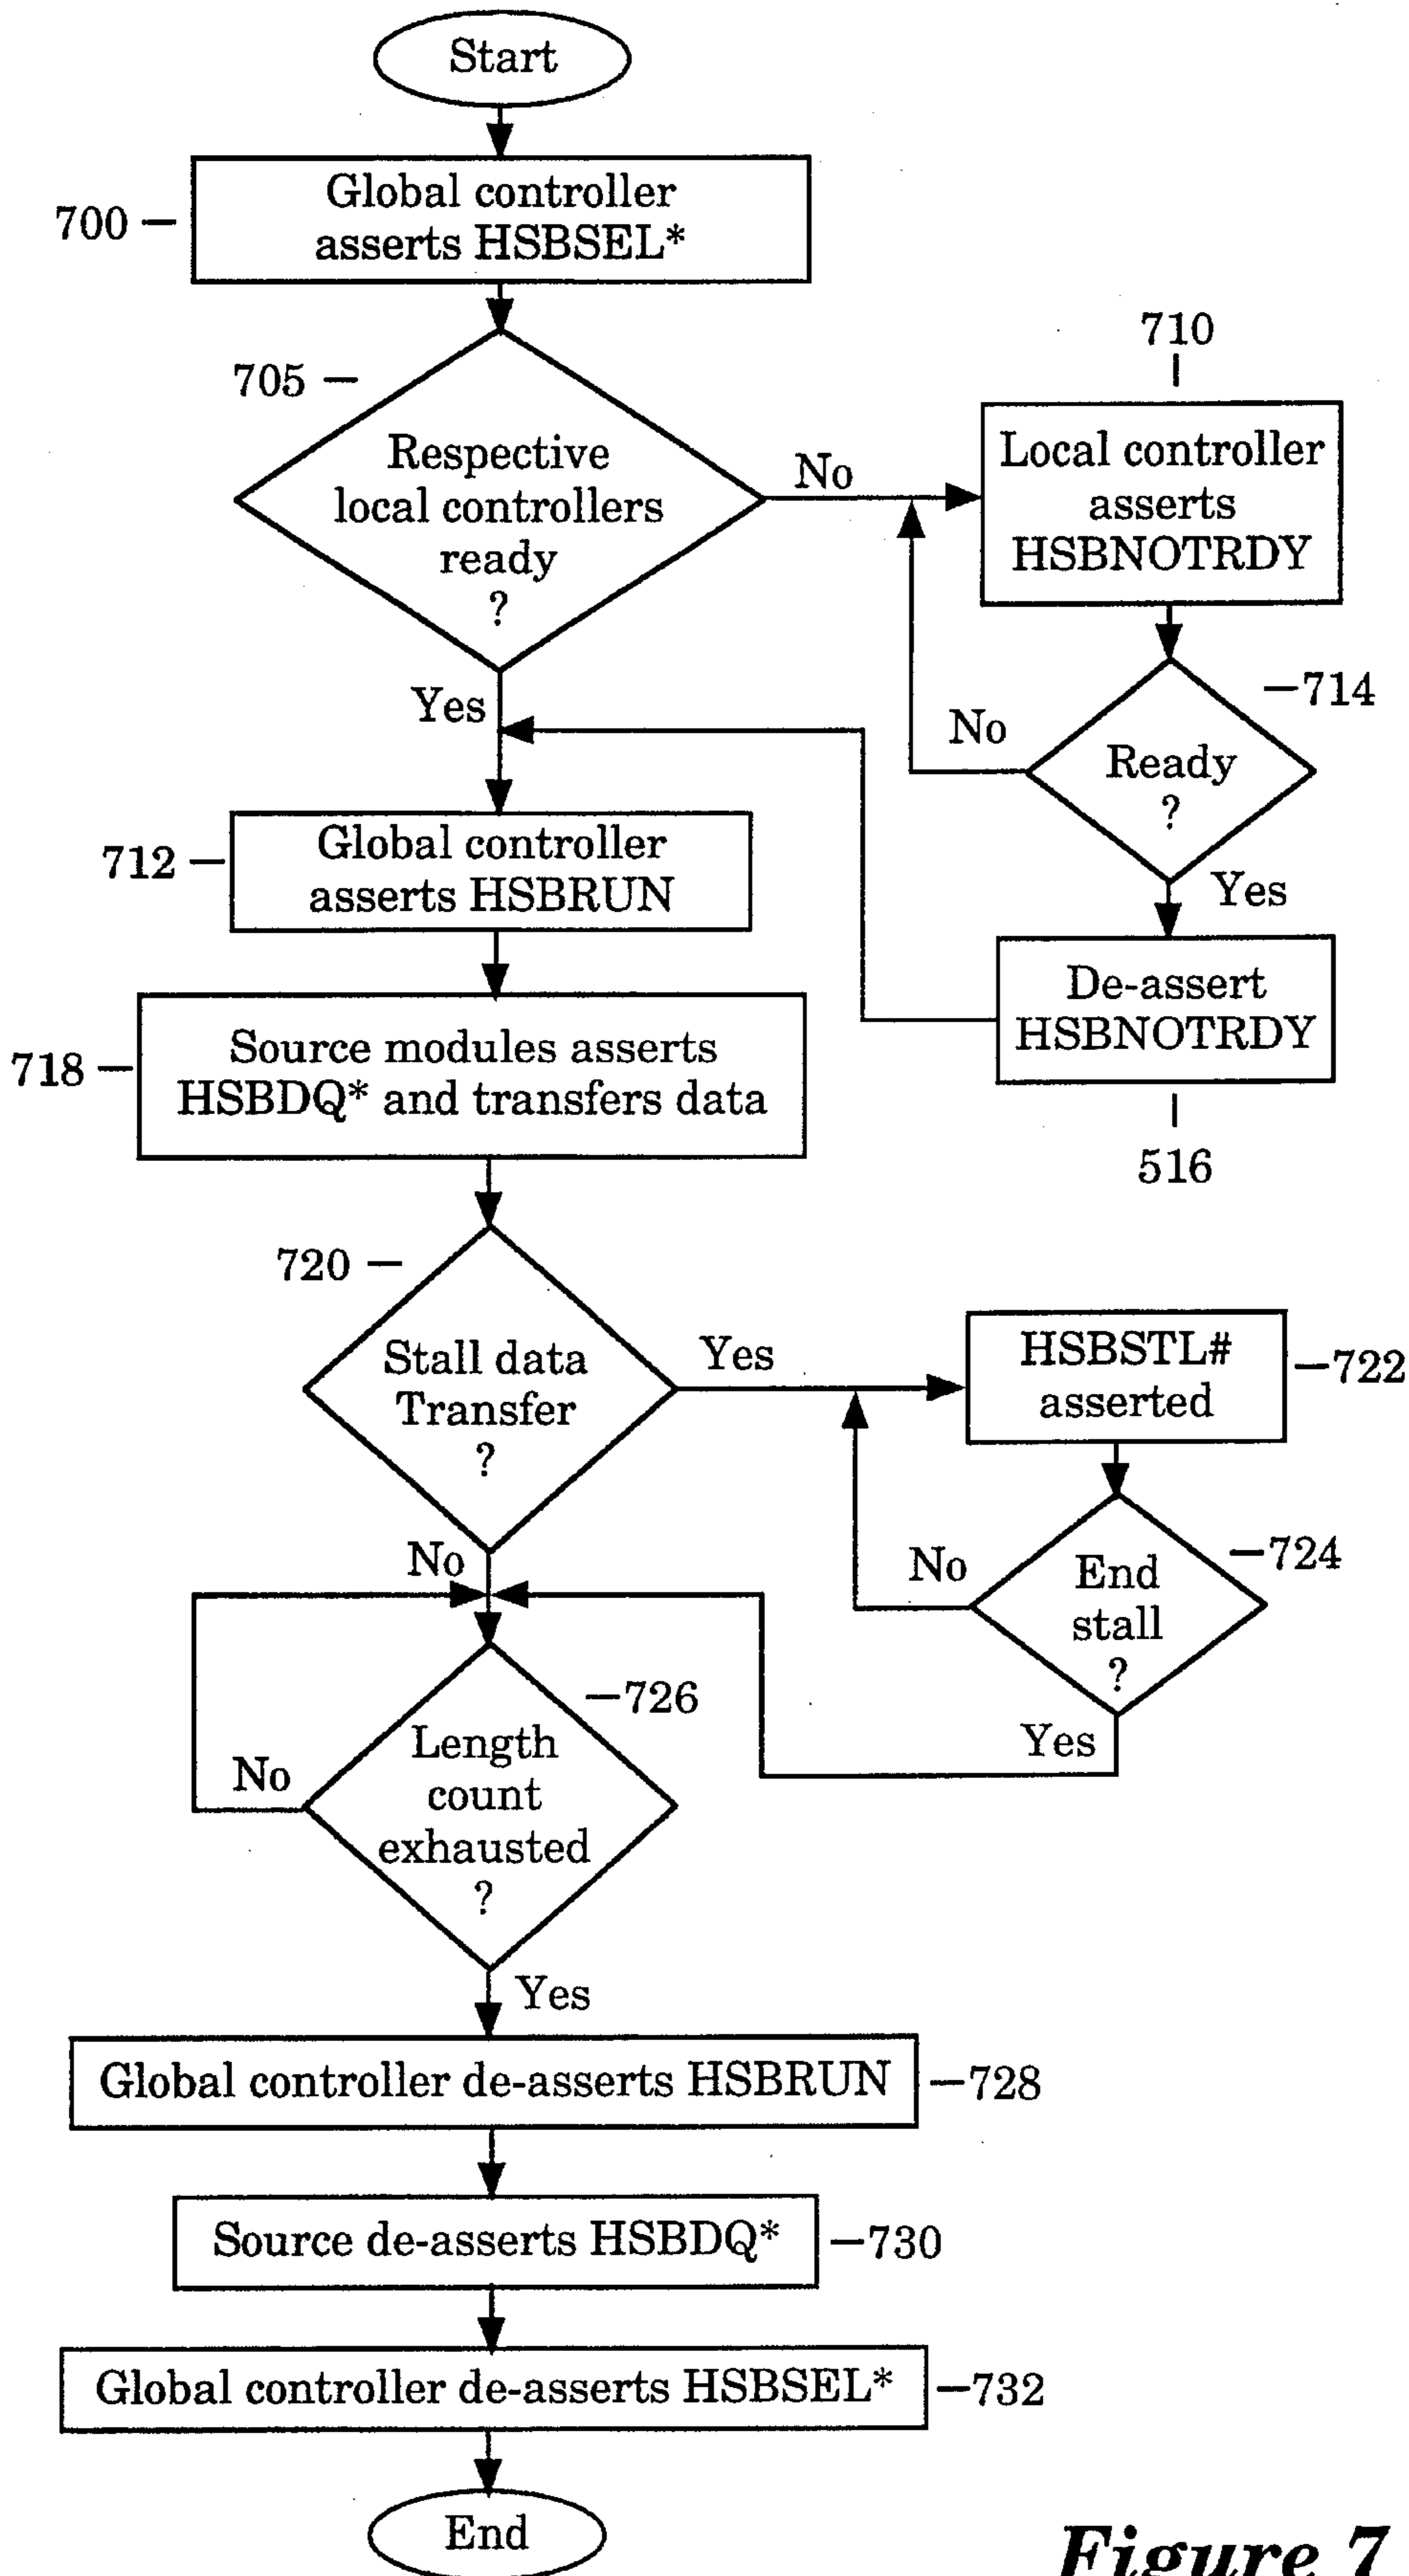 Start
700
Global controller
asserts HSBSEL*
705
Respective
local controllers
ready
?
No
710
Local controller
asserts
HSBNOTRDY
714
Ready
?
No
Yes
De-assert
HSBNOTRDY
516
Yes
712
Global controller
asserts HSBRUN
718
Source modules asserts
HSBDQ* and transfers data
720
Stall data
Transfer
?
Yes
HSBSTL#
asserted
722
End
stall
?
724
No
Yes
No
726
Length
count
exhausted
?
No
Yes
Global controller de-asserts HSBRUN
728
Source de-asserts HSBDQ*
730
Global controller de-asserts HSBSEL*
732
End
Figure 7